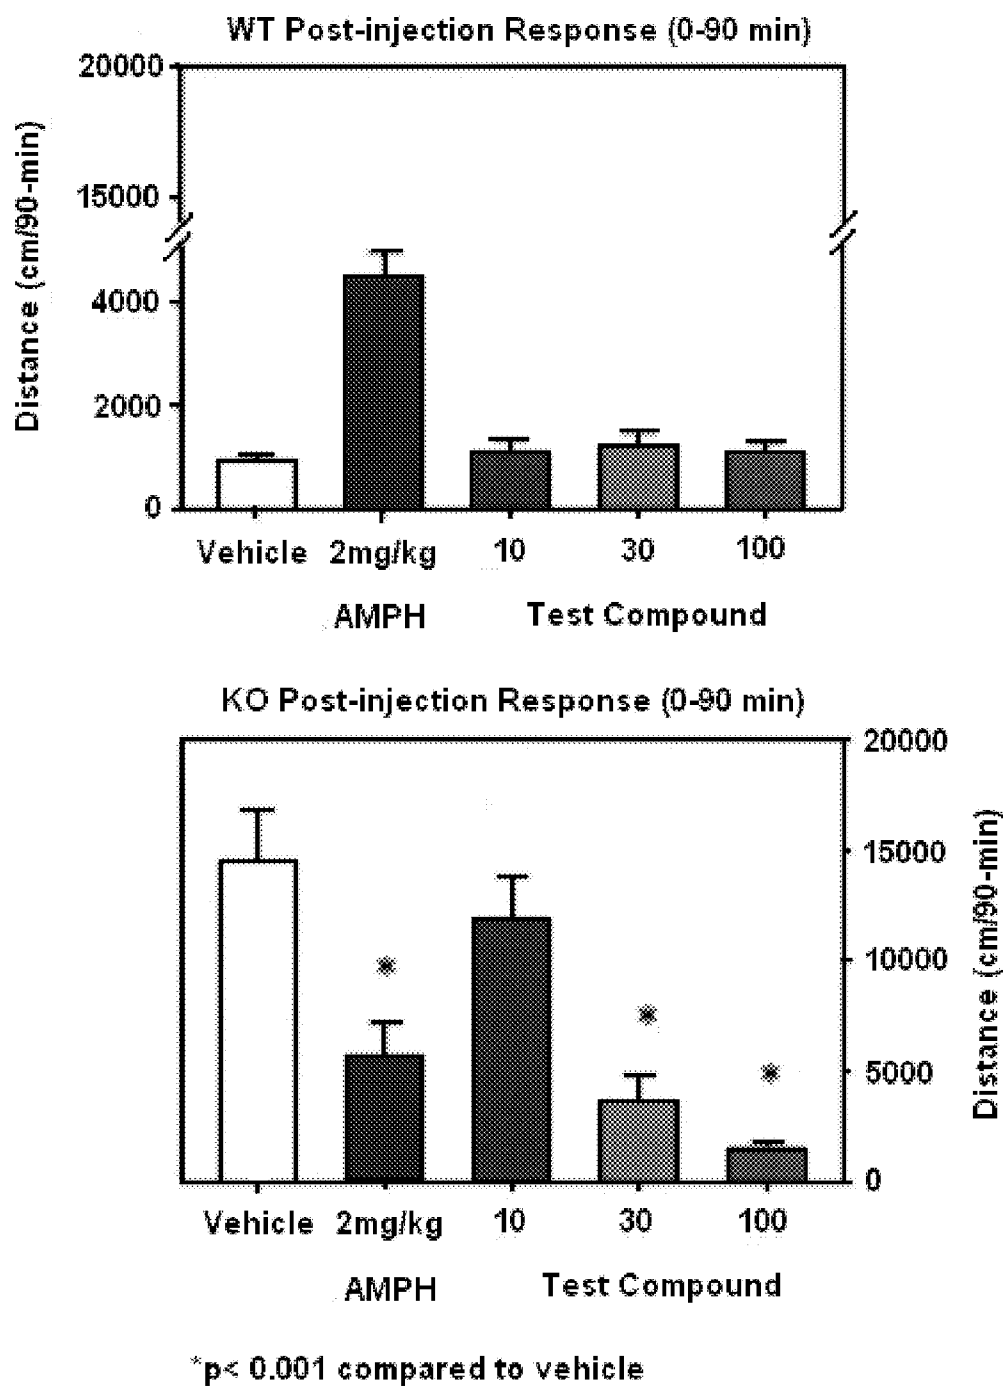 WT Post-injection Response (0-90 min)
Distance (cm/90-min)
20000
15000
4000
2000
0
Vehicle 2mg/kg 10 30 100
AMPH Test Compound
KO Post-injection Response (0-90 min)
20000
15000
10000
5000
0
Distance (cm/90-min)
* * *
Vehicle 2mg/kg 10 30 100
AMPH Test Compound
*p< 0.001 compared to vehicle